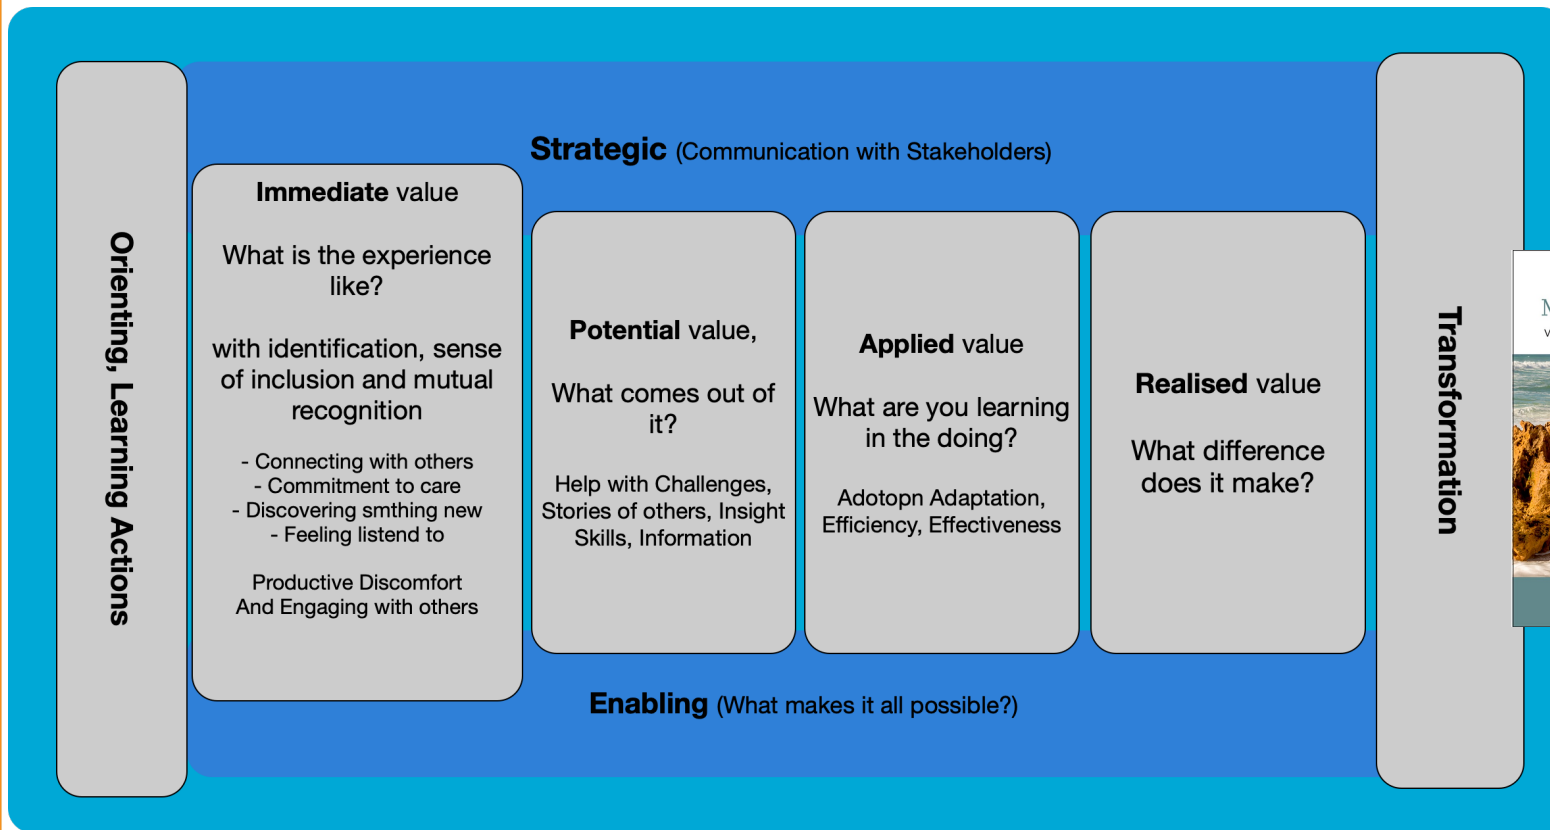 Orienting, Learning Actions
Strategic (Communication with Stakeholders)
Immediate value
What is the experience
like?
with identification, sense
of inclusion and mutual
recognition
- Connecting with others
- Commitment to care
- Discovering smthing new
- Feeling listend to
Productive Discomfort
And Engaging with others
Potential value,
What comes out of
it?
Help with Challenges,
Stories of others, Insight
Skills, Information
Applied value
What are you learning
in the doing?
Adotopn Adaptation,
Efficiency, Effectiveness
Realised value
What difference
does it make?
Transformation
Enabling (What makes it all possible?)